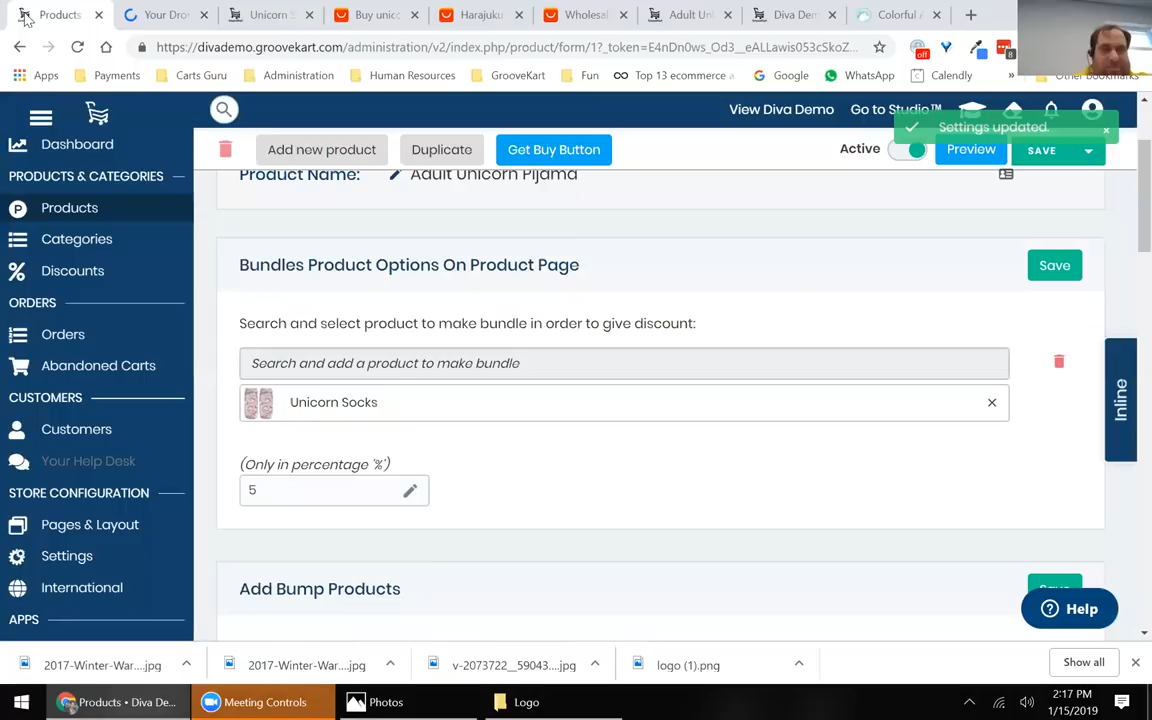 Products
Your Dro
Unicorn S
Buy unic
Harajuku
Wholesal
Adult Un
Diva Dem
Colorful A
https://divademo.groovekart.com/administration/v2/index.php/product/form/1?_token=E4nDn0ws_Od3__eALLawis053cSkoZ...
off
8
Apps
Payments
Carts Guru
Administration
Human Resources
GrooveKart
Fun
Top 13 ecommerce a
Google
WhatsApp
Calendly
»
Other bookmarks
View Diva Demo
Go to Studio™
Settings updated.
Dashboard
Add new product
Duplicate
Get Buy Button
Active
Preview
SAVE
PRODUCTS & CATEGORIES
Product Name:
Adult Unicorn Pijama
Products
Categories
Discounts
Bundles Product Options On Product Page
Save
ORDERS
Search and select product to make bundle in order to give discount:
Orders
Search and add a product to make bundle
Abandoned Carts
Unicorn Socks
CUSTOMERS
Customers
Your Help Desk
(Only in percentage '%')
5
STORE CONFIGURATION
Inline
Pages & Layout
Settings
International
Add Bump Products
Save
Help
APPS
2017-Winter-War....jpg
2017-Winter-War....jpg
v-2073722__59043....jpg
logo (1).png
Show all
Products • Diva De...
Meeting Controls
Photos
Logo
2:17 PM
1/15/2019